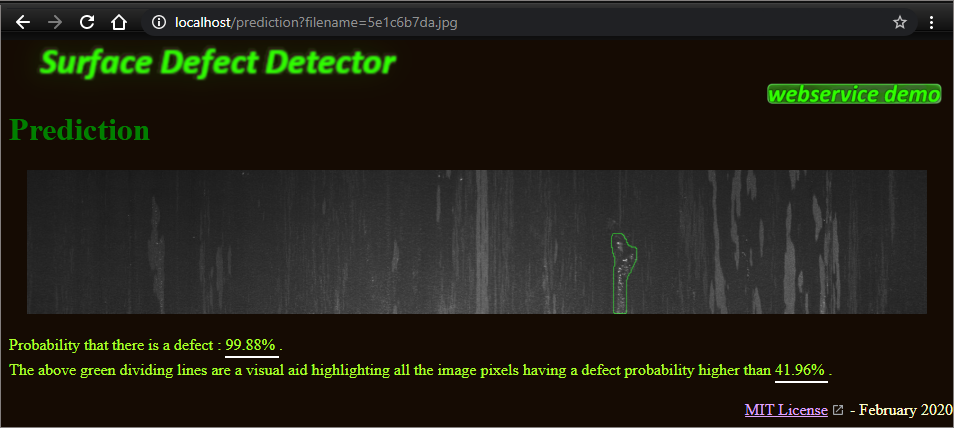 localhost/prediction?filename=5e1c6b7da.jpg
Surface Defect Detector
webservice demo
Prediction
Probability that there is a defect : 99.88% .
The above green dividing lines are a visual aid highlighting all the image pixels having a defect probability higher than 41.96% .
MIT License - February 2020